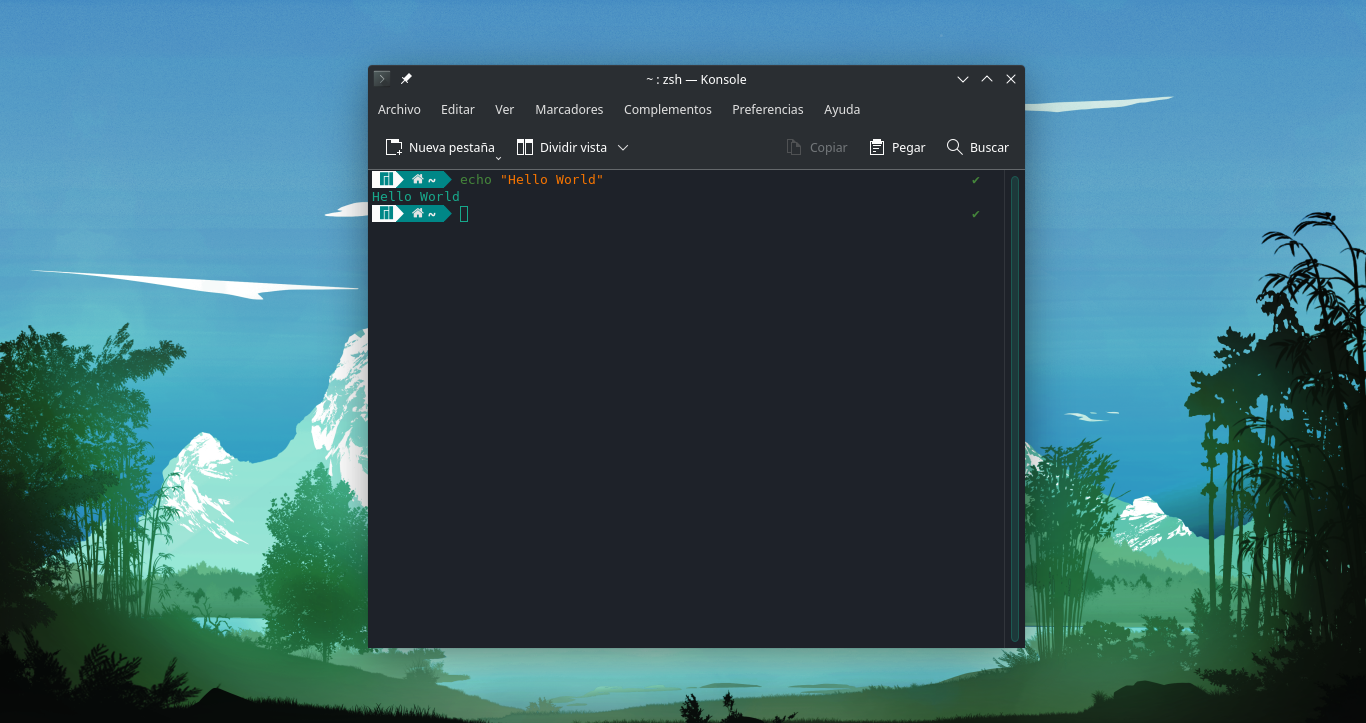 ~ : zsh — Konsole
Archivo Editar Ver Marcadores Complementos Preferencias Ayuda
Nueva pestaña Dividir vista Copiar Pegar Buscar
~ echo "Hello World" ✔
Hello World
~ ✔